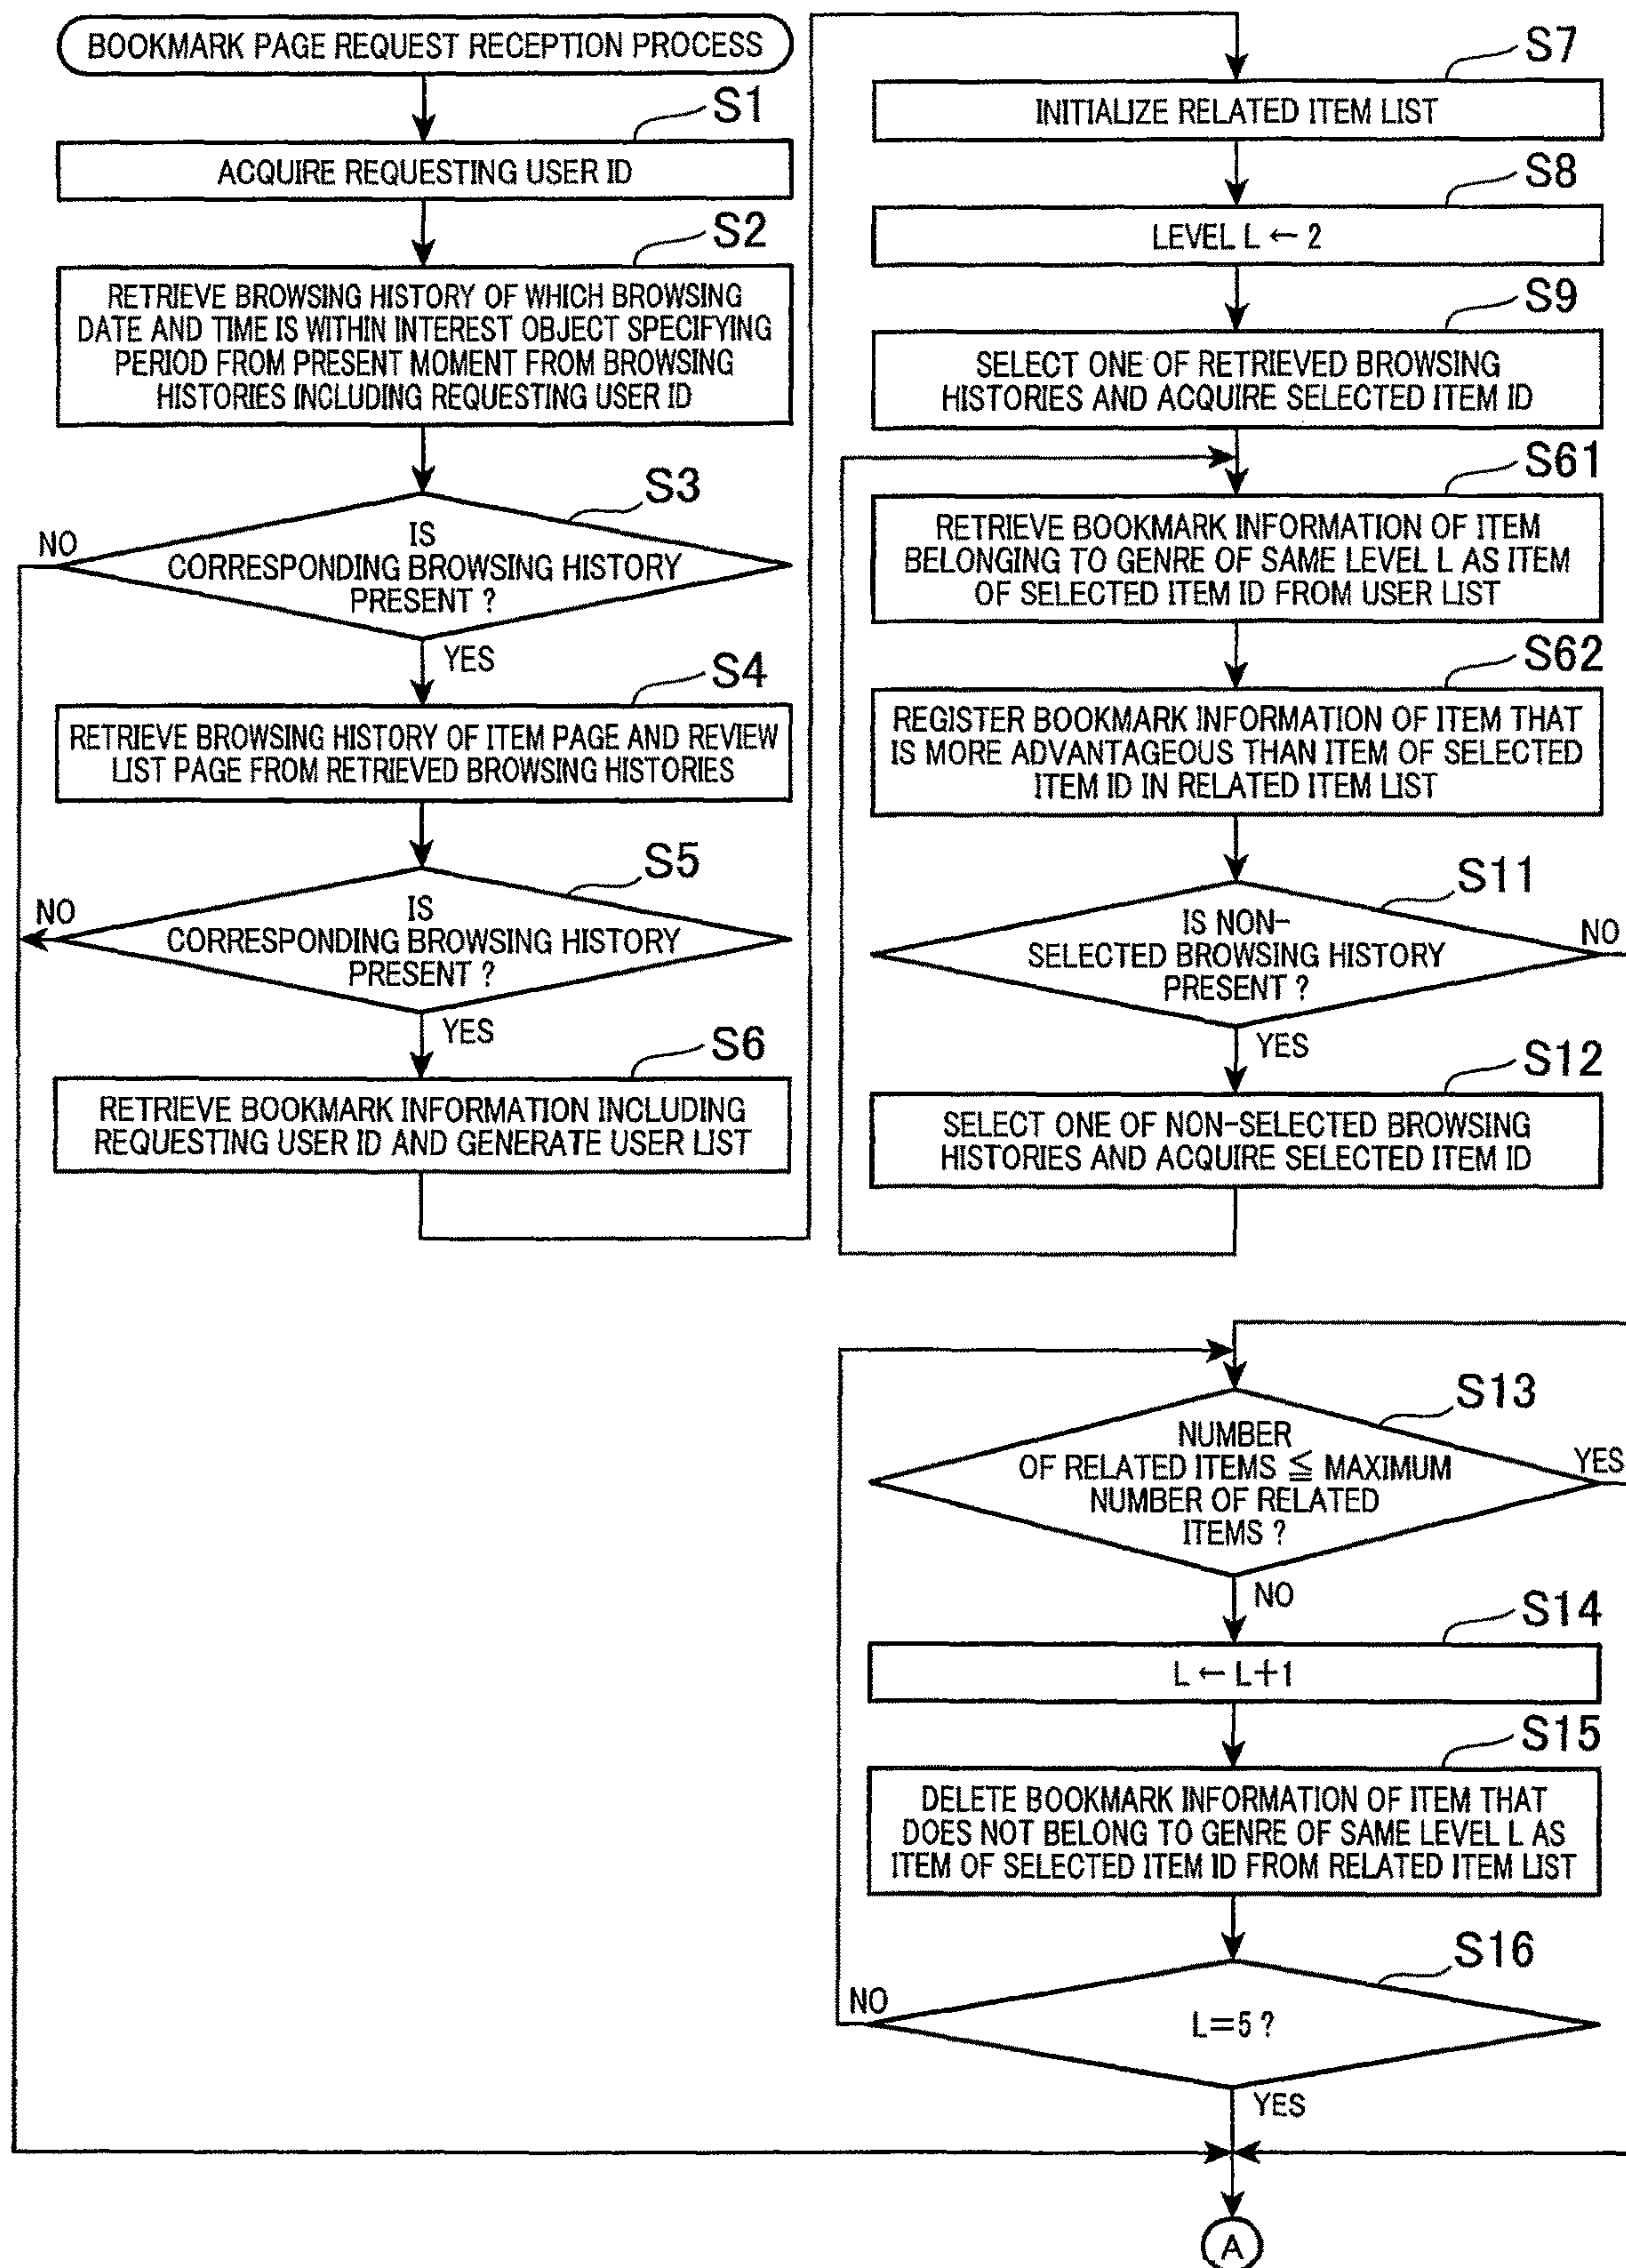 BOOKMARK PAGE REQUEST RECEPTION PROCESS
S1
ACQUIRE REQUESTING USER ID
S2
RETRIEVE BROWSING HISTORY OF WHICH BROWSING
DATE AND TIME IS WITHIN INTEREST OBJECT SPECIFYING
PERIOD FROM PRESENT MOMENT FROM BROWSING
HISTORIES INCLUDING REQUESTING USER ID
S3
NO
IS
CORRESPONDING BROWSING HISTORY
PRESENT ?
YES
S4
RETRIEVE BROWSING HISTORY OF ITEM PAGE AND REVIEW
LIST PAGE FROM RETRIEVED BROWSING HISTORIES
S5
NO
IS
CORRESPONDING BROWSING HISTORY
PRESENT ?
YES
S6
RETRIEVE BOOKMARK INFORMATION INCLUDING
REQUESTING USER ID AND GENERATE USER LIST
S7
INITIALIZE RELATED ITEM LIST
S8
LEVEL L ← 2
S9
SELECT ONE OF RETRIEVED BROWSING
HISTORIES AND ACQUIRE SELECTED ITEM ID
S61
RETRIEVE BOOKMARK INFORMATION OF ITEM
BELONGING TO GENRE OF SAME LEVEL L AS ITEM
OF SELECTED ITEM ID FROM USER LIST
S62
REGISTER BOOKMARK INFORMATION OF ITEM THAT
IS MORE ADVANTAGEOUS THAN ITEM OF SELECTED
ITEM ID IN RELATED ITEM LIST
S11
IS NON-
SELECTED BROWSING HISTORY
PRESENT ?
NO
YES
S12
SELECT ONE OF NON-SELECTED BROWSING
HISTORIES AND ACQUIRE SELECTED ITEM ID
S13
NUMBER
OF RELATED ITEMS ≦ MAXIMUM
NUMBER OF RELATED
ITEMS ?
YES
NO
S14
L ← L+1
S15
DELETE BOOKMARK INFORMATION OF ITEM THAT
DOES NOT BELONG TO GENRE OF SAME LEVEL L AS
ITEM OF SELECTED ITEM ID FROM RELATED ITEM LIST
S16
NO
L=5 ?
YES
A